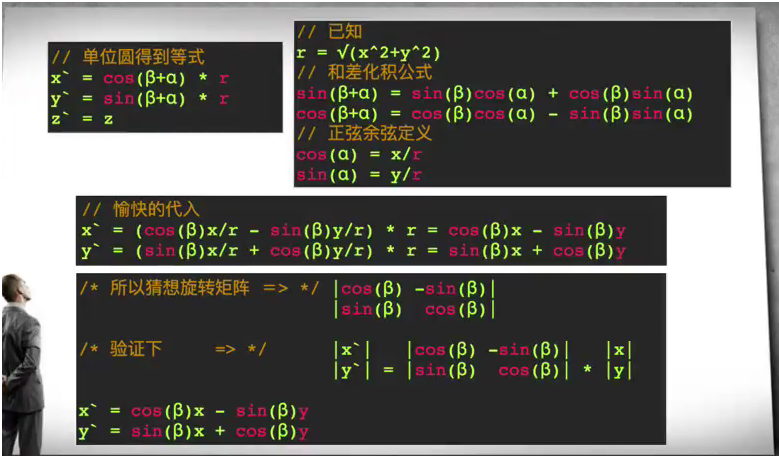 // 单位圆得到等式
x` = cos(β+α) * r
y` = sin(β+α) * r
z` = z
// 已知
r = √(x^2+y^2)
// 和差化积公式
sin(β+α) = sin(β)cos(α) + cos(β)sin(α)
cos(β+α) = cos(β)cos(α) - sin(β)sin(α)
// 正弦余弦定义
cos(α) = x/r
sin(α) = y/r
// 愉快的代入
x` = (cos(β)x/r - sin(β)y/r) * r = cos(β)x - sin(β)y
y` = (sin(β)x/r + cos(β)y/r) * r = sin(β)x + cos(β)y
/* 所以猜想旋转矩阵 => */ |cos(β) -sin(β)|
|sin(β) cos(β)|
/* 验证下 => */ |x`| |cos(β) -sin(β)| |x|
|y`| = |sin(β) cos(β)| * |y|
x` = cos(β)x - sin(β)y
y` = sin(β)x + cos(β)y